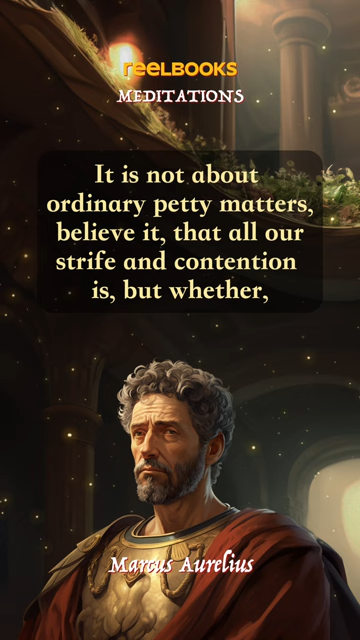 reelBOOKS
MEDITATIONS
It is not about
ordinary petty matters,
believe it, that all our
strife and contention
is, but whether,
Marcus Aurelius